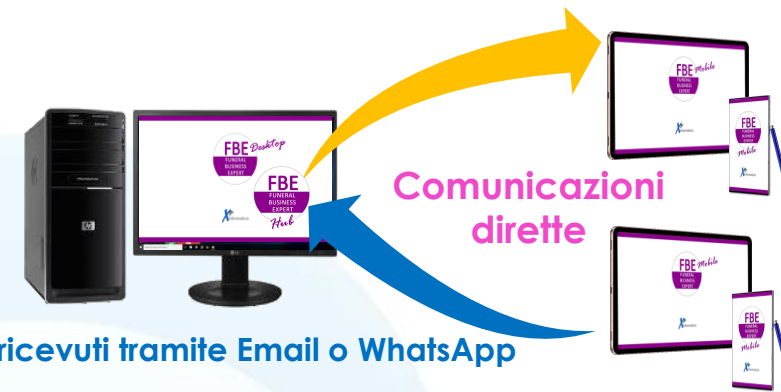 FBE Mobile
FUNERAL
BUSINESS
EXPERT
FBE
FUNERAL
BUSINESS
EXPERT
Mobile
FBE Desktop
FUNERAL
BUSINESS
EXPERT
FBE
FUNERAL
BUSINESS
EXPERT
Hub
Comunicazioni
dirette
FBE Mobile
FUNERAL
BUSINESS
EXPERT
FBE
FUNERAL
BUSINESS
EXPERT
Mobile
ricevuti tramite Email o WhatsApp